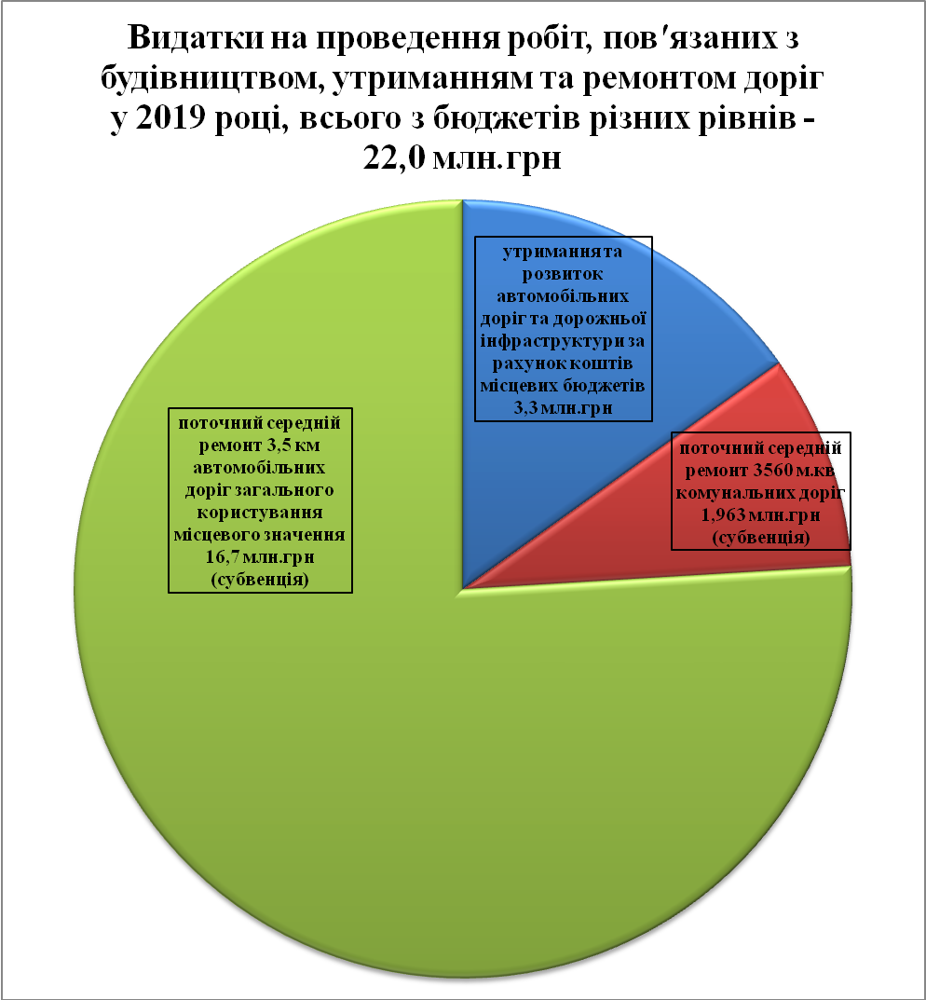 Видатки на проведення робіт, пов′язаних з
будівництвом, утриманням та ремонтом доріг
у 2019 році, всього з бюджетів різних рівнів -
22,0 млн.грн
утримання та
розвиток
автомобільних
доріг та дорожньої
інфраструктури за
рахунок коштів
місцевих бюджетів
3,3 млн.грн
поточний середній
ремонт 3560 м.кв
комунальних доріг
1,963 млн.грн
(субвенція)
поточний середній
ремонт 3,5 км
автомобільних
доріг загального
користування
місцевого значення
16,7 млн.грн
(субвенція)